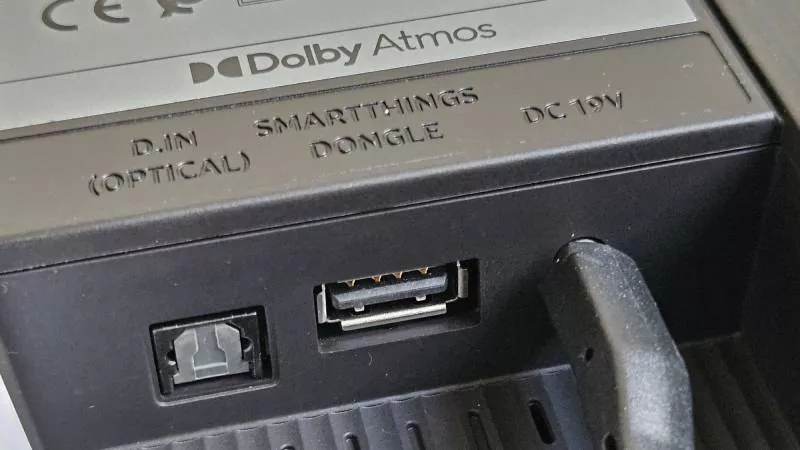 CE
Dolby Atmos
D.IN
(OPTICAL)
SMARTTHINGS
DONGLE
DC 19V